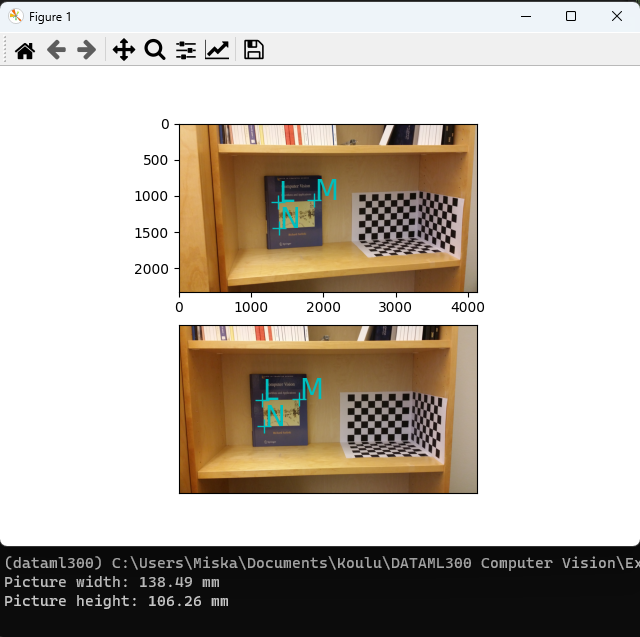 Figure 1
0
500
1000
1500
2000
L M
N
0 1000 2000 3000 4000
L M
N
(dataml300) C:\Users\Miska\Documents\Koulu\DATAML300 Computer Vision\Ex
Picture width: 138.49 mm
Picture height: 106.26 mm